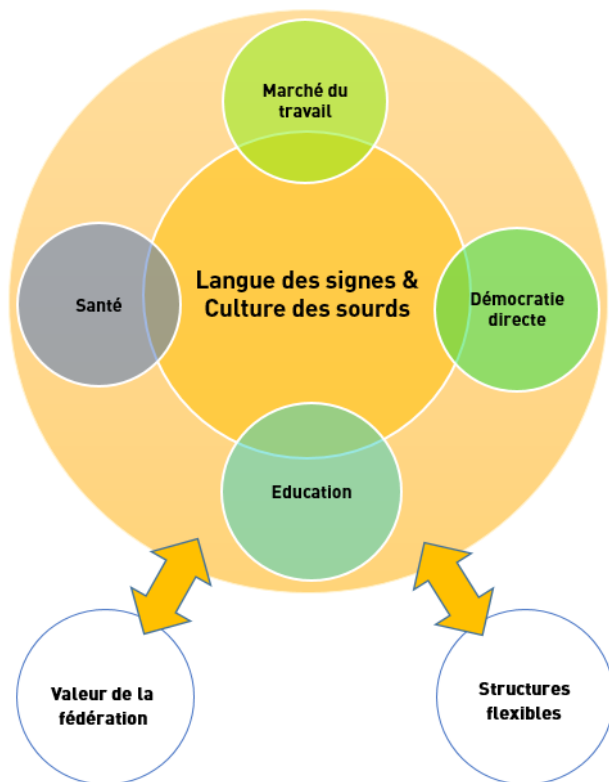 Marché du
travail
Langue des signes &
Culture des sourds
Santé
Démocratie
directe
Education
Valeur de la
fédération
Structures
flexibles